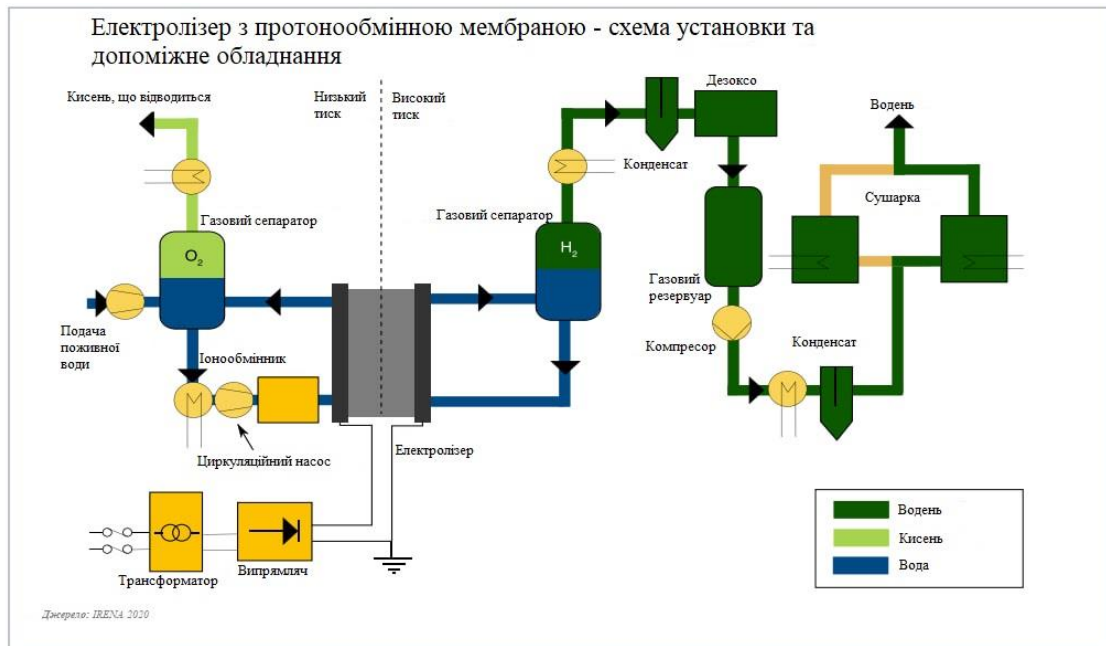 Електролізер з протонообмінною мембраною - схема установки та
допоміжне обладнання
Кисень, що відводиться
Низький
тиск
Високий
тиск
Дезоксо
Водень
Конденсат
Сушарка
Газовий сепаратор
Газовий сепаратор
O2
H2
Газовий
резервуар
Подача
поживної
води
Іонообмінник
Компресор
Конденсат
Циркуляційний насос
Електролізер
Трансформатор
Випрямляч
Водень
Кисень
Вода
Джерело: IRENA 2020